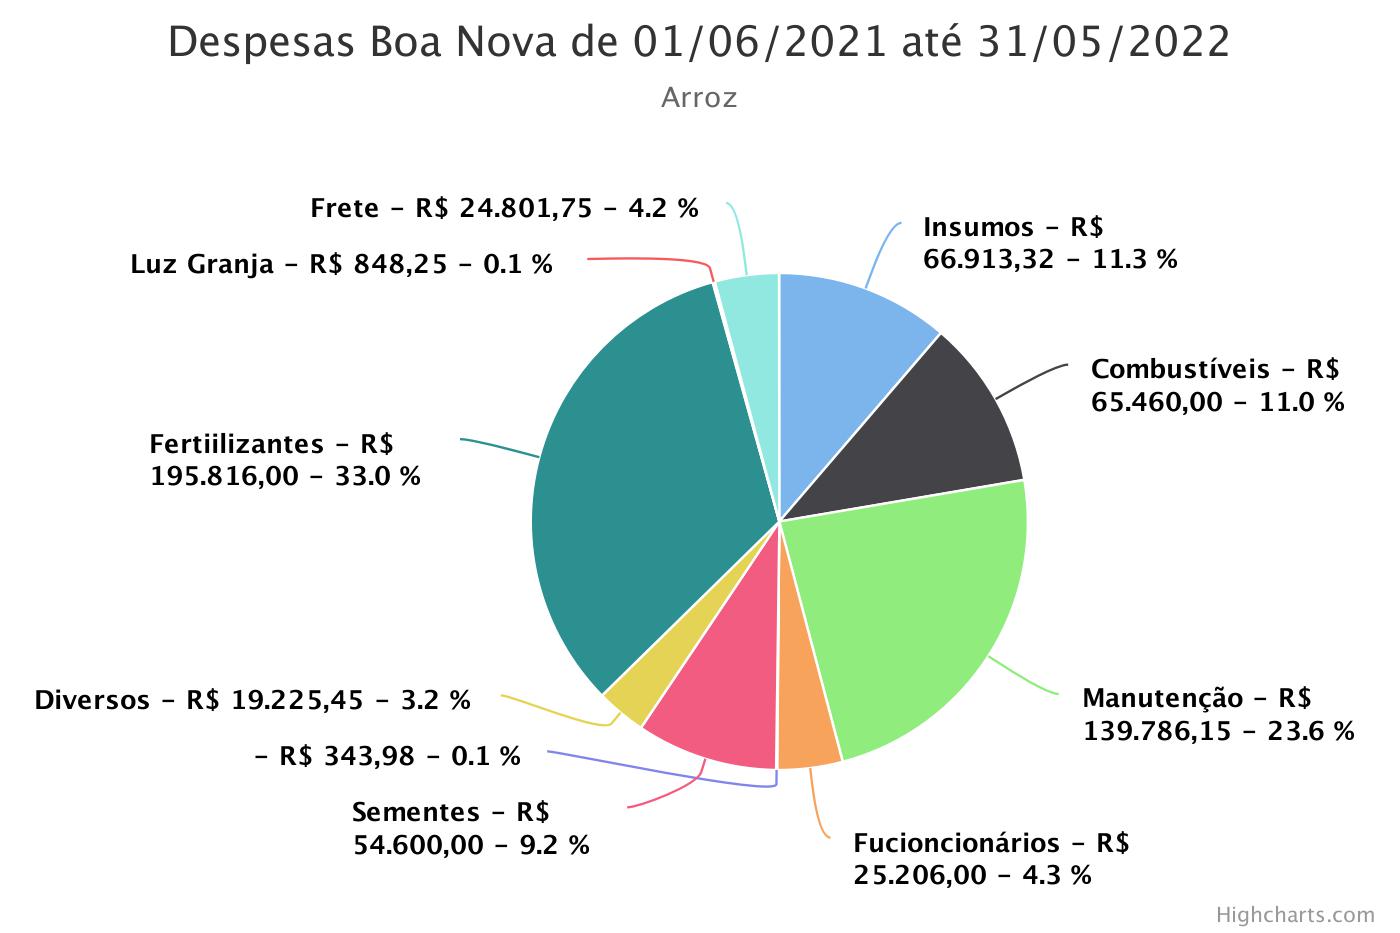 Despesas Boa Nova de 01/06/2021 até 31/05/2022
Arroz
Frete – R$ 24.801,75 – 4.2 %
Luz Granja – R$ 848,25 – 0.1 %
Insumos – R$
66.913,32 – 11.3 %
Combustíveis – R$
65.460,00 – 11.0 %
Fertiilizantes – R$
195.816,00 – 33.0 %
Diversos – R$ 19.225,45 – 3.2 %
– R$ 343,98 – 0.1 %
Sementes – R$
54.600,00 – 9.2 %
Manutenção – R$
139.786,15 – 23.6 %
Fucioncionários – R$
25.206,00 – 4.3 %
Highcharts.com